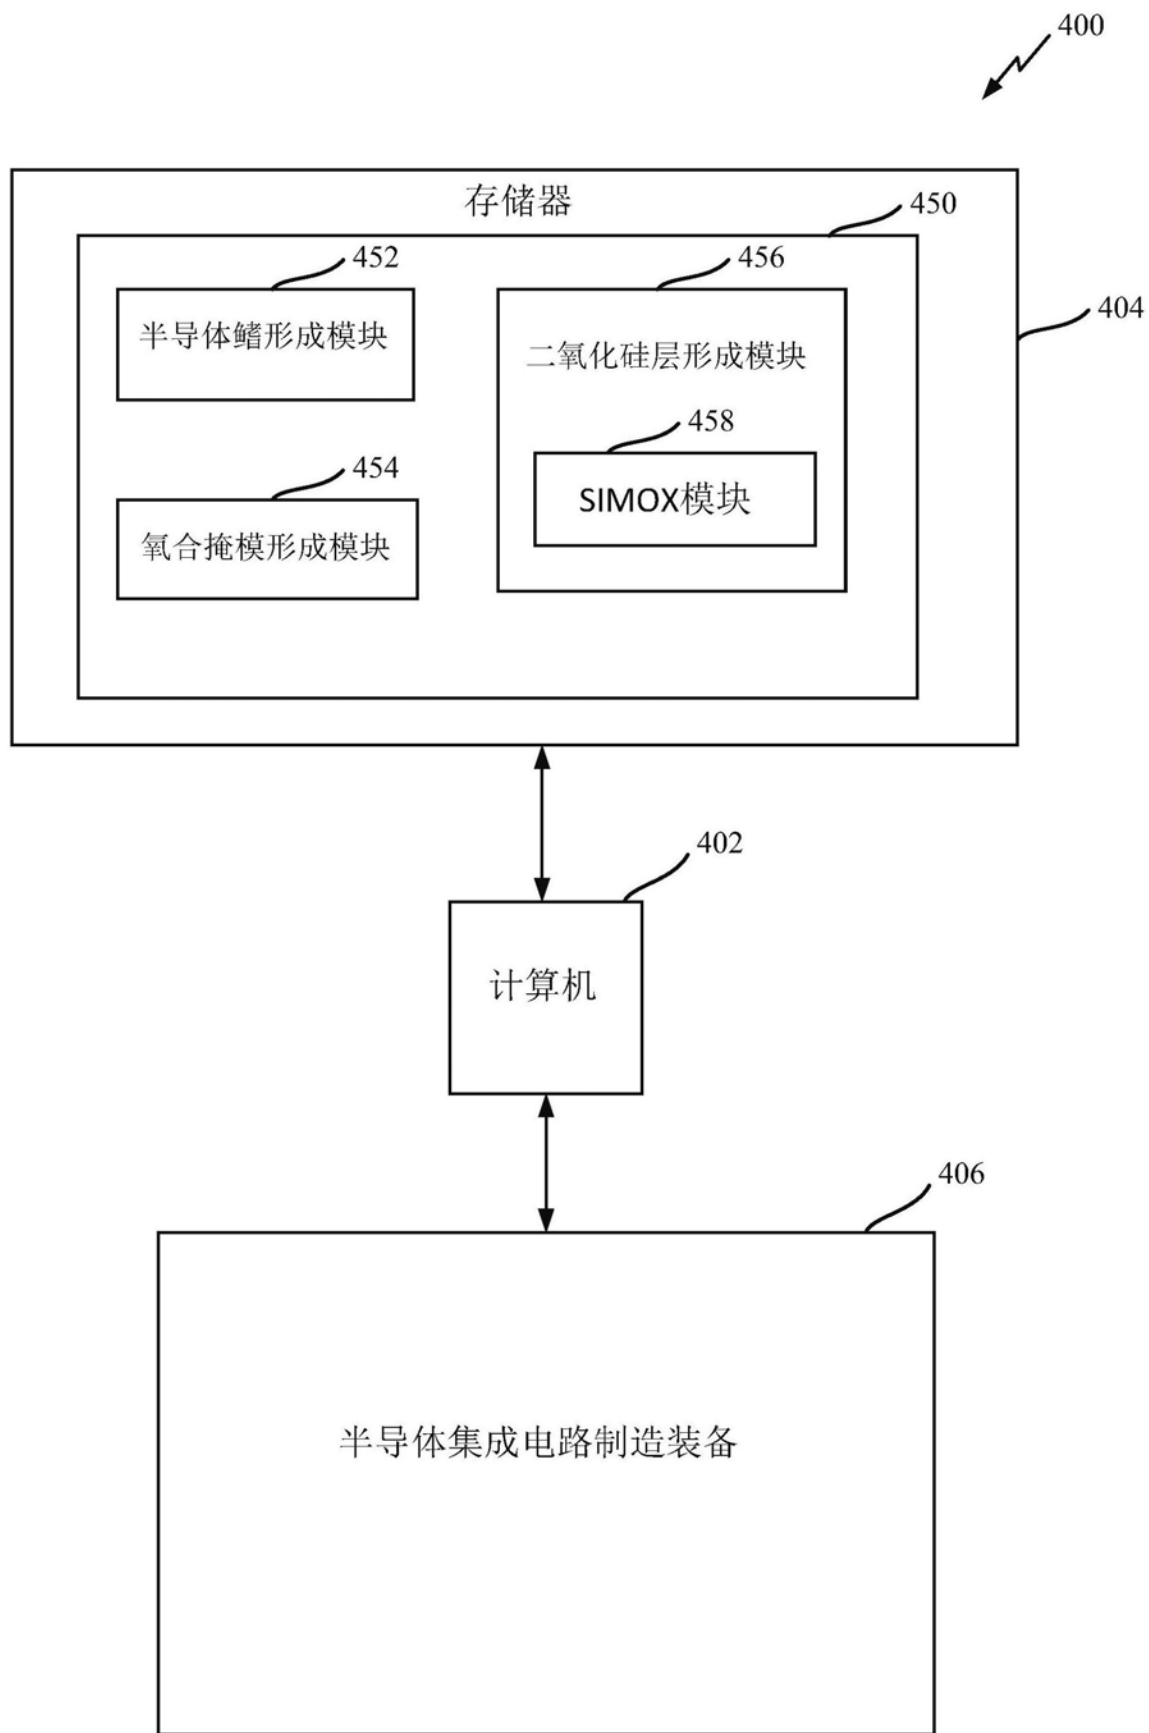 400
存储器
450
452
456
404
半导体鳍形成模块
二氧化硅层形成模块
458
454
SIMOX模块
氧合掩模形成模块
402
计算机
406
半导体集成电路制造装备